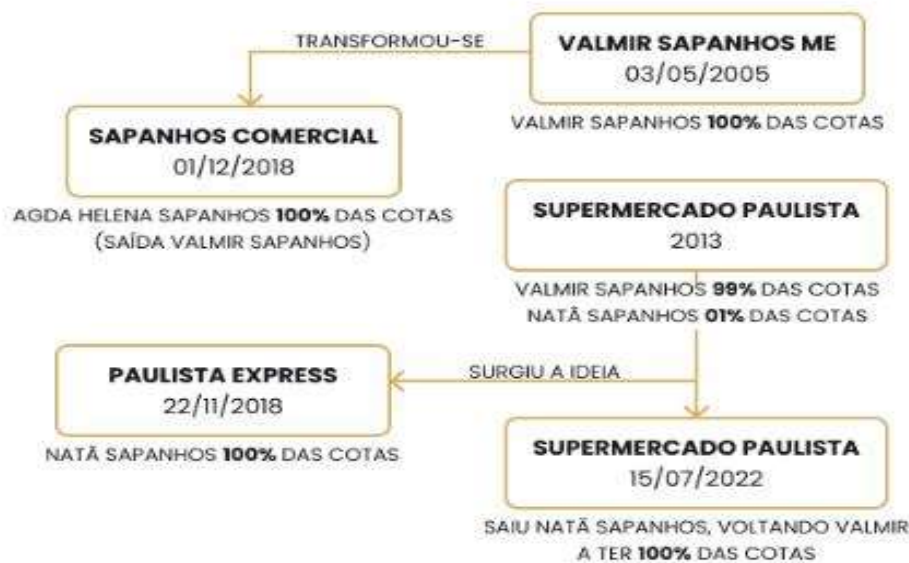 TRANSFORMOU-SE
VALMIR SAPANHOS ME
03/05/2005
VALMIR SAPANHOS 100% DAS COTAS
SAPANHOS COMERCIAL
01/12/2018
AGDA HELENA SAPANHOS 100% DAS COTAS
(SAÍDA VALMIR SAPANHOS)
SUPERMERCADO PAULISTA
2013
VALMIR SAPANHOS 99% DAS COTAS
NATÃ SAPANHOS 01% DAS COTAS
SURGIU A IDEIA
PAULISTA EXPRESS
22/11/2018
NATÃ SAPANHOS 100% DAS COTAS
SUPERMERCADO PAULISTA
15/07/2022
SAIU NATÃ SAPANHOS, VOLTANDO VALMIR
A TER 100% DAS COTAS